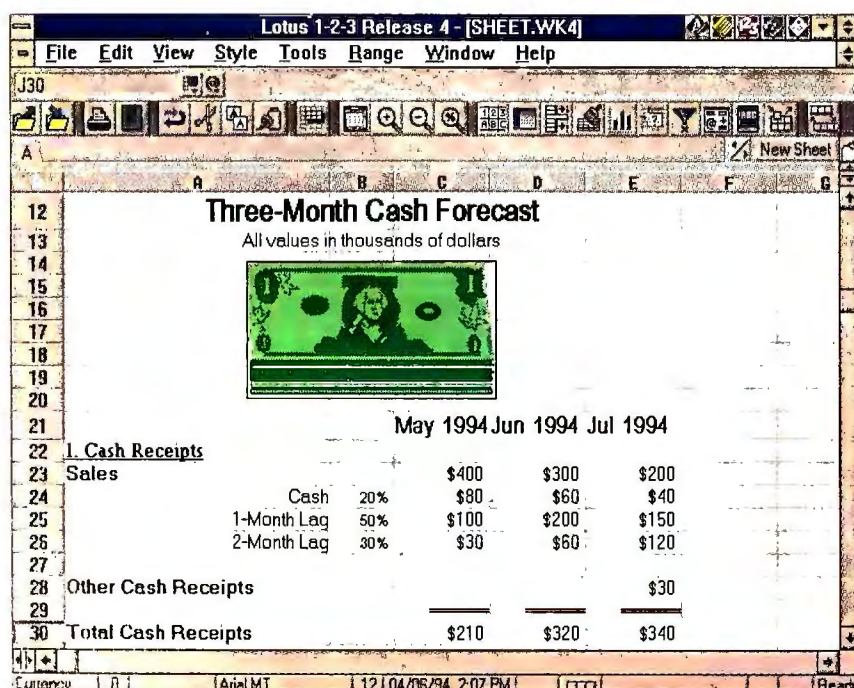 Lotus 1-2-3 Release 4 - [SHEET.WK4]
File Edit View Style Tools Range Window Help
J30
A New Sheet
A B C D E F G
12 Three-Month Cash Forecast
13 All values in thousands of dollars
14
15
16
17
18
19
20
21 May 1994 Jun 1994 Jul 1994
22 1. Cash Receipts
23 Sales $400 $300 $200
24 Cash 20% $80 $60 $40
25 1-Month Lag 50% $100 $200 $150
26 2-Month Lag 30% $30 $60 $120
27
28 Other Cash Receipts $30
29
30 Total Cash Receipts $210 $320 $340
Currency Arial MT 12 04/06/94 2:07 PM Ready